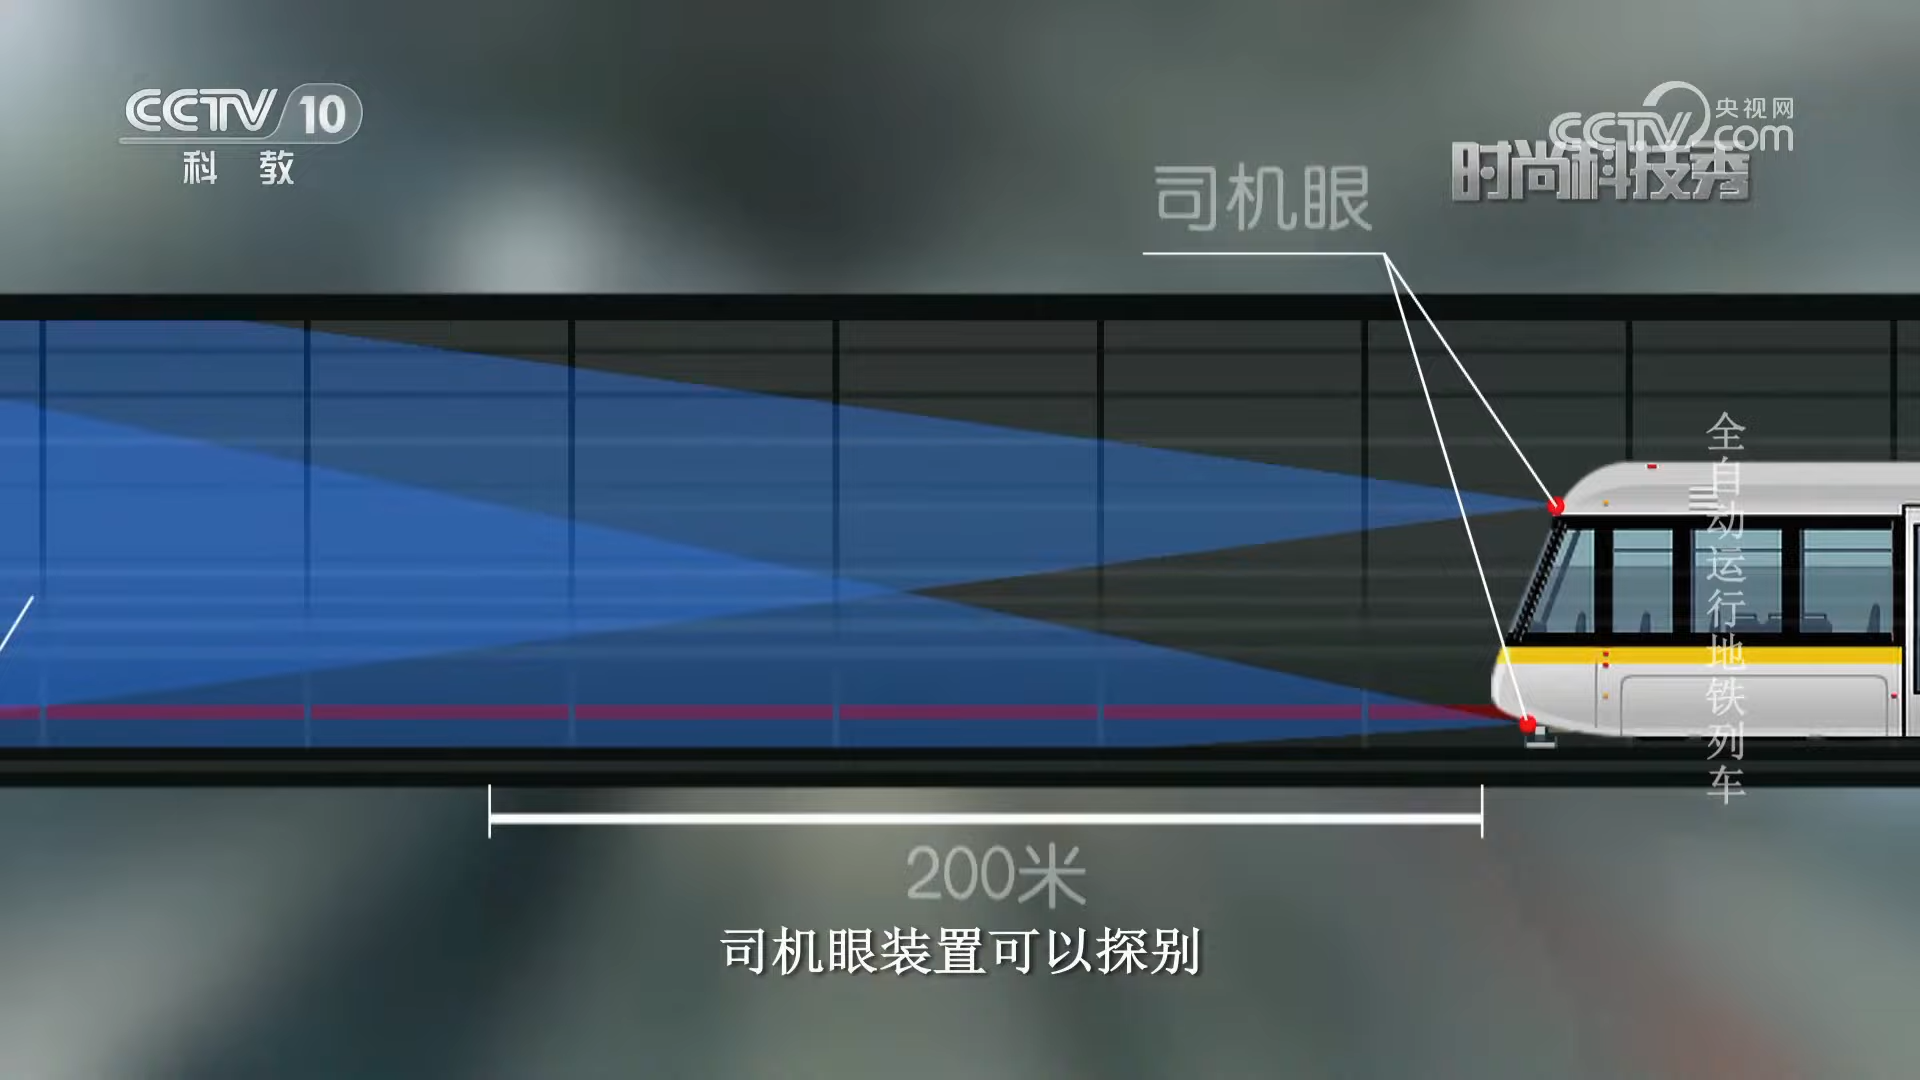 CCTV 10
科 教
央视网
CCTV.com
时尚科技秀
司机眼
全自动运行地铁列车
200米
司机眼装置可以探别